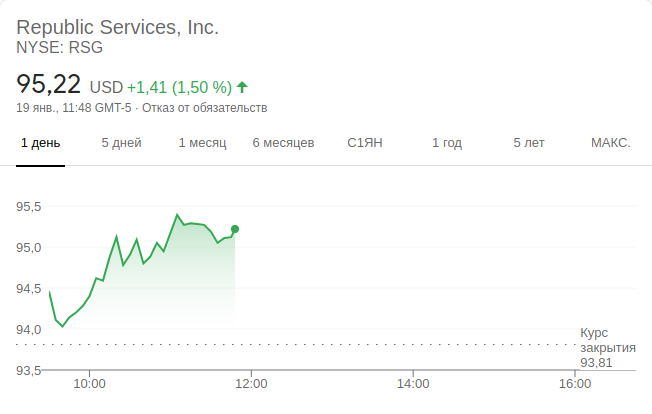 Republic Services, Inc.
NYSE: RSG
95,22 USD +1,41 (1,50 %)
19 янв., 11:48 GMT-5 · Отказ от обязательств
1 день 5 дней 1 месяц 6 месяцев С1ЯН 1 год 5 лет МАКС.
95,5
95,0
94,5
94,0
Курс
закрытия
93,81
93,5
10:00 12:00 14:00 16:00